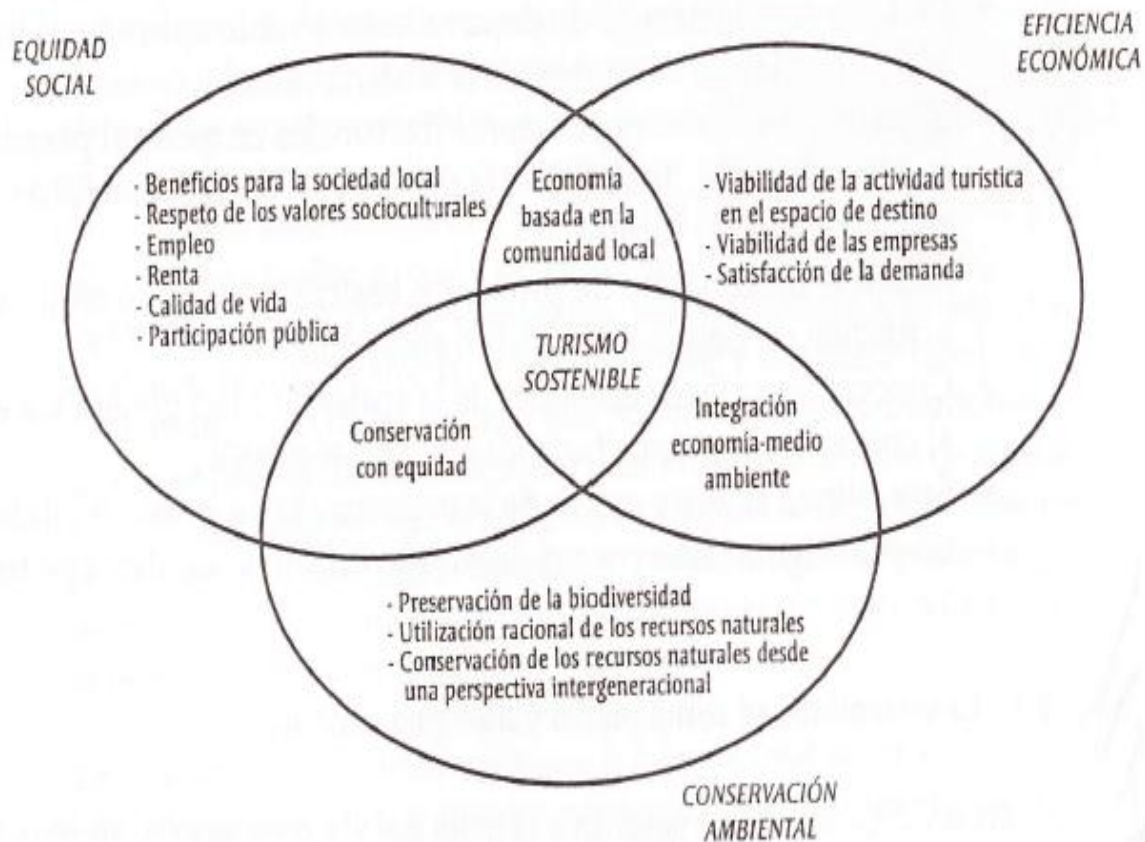 EQUIDAD
SOCIAL
EFICIENCIA
ECONÓMICA
- Beneficios para la sociedad local
- Respeto de los valores socioculturales
- Empleo
- Renta
- Calidad de vida
- Participación pública
Economía
basada en la
comunidad local
- Viabilidad de la actividad turística
en el espacio de destino
- Viabilidad de las empresas
- Satisfacción de la demanda
TURISMO
SOSTENIBLE
Conservación
con equidad
Integración
economía-medio
ambiente
- Preservación de la biodiversidad
- Utilización racional de los recursos naturales
- Conservación de los recursos naturales desde
una perspectiva intergeneracional
CONSERVACIÓN
AMBIENTAL